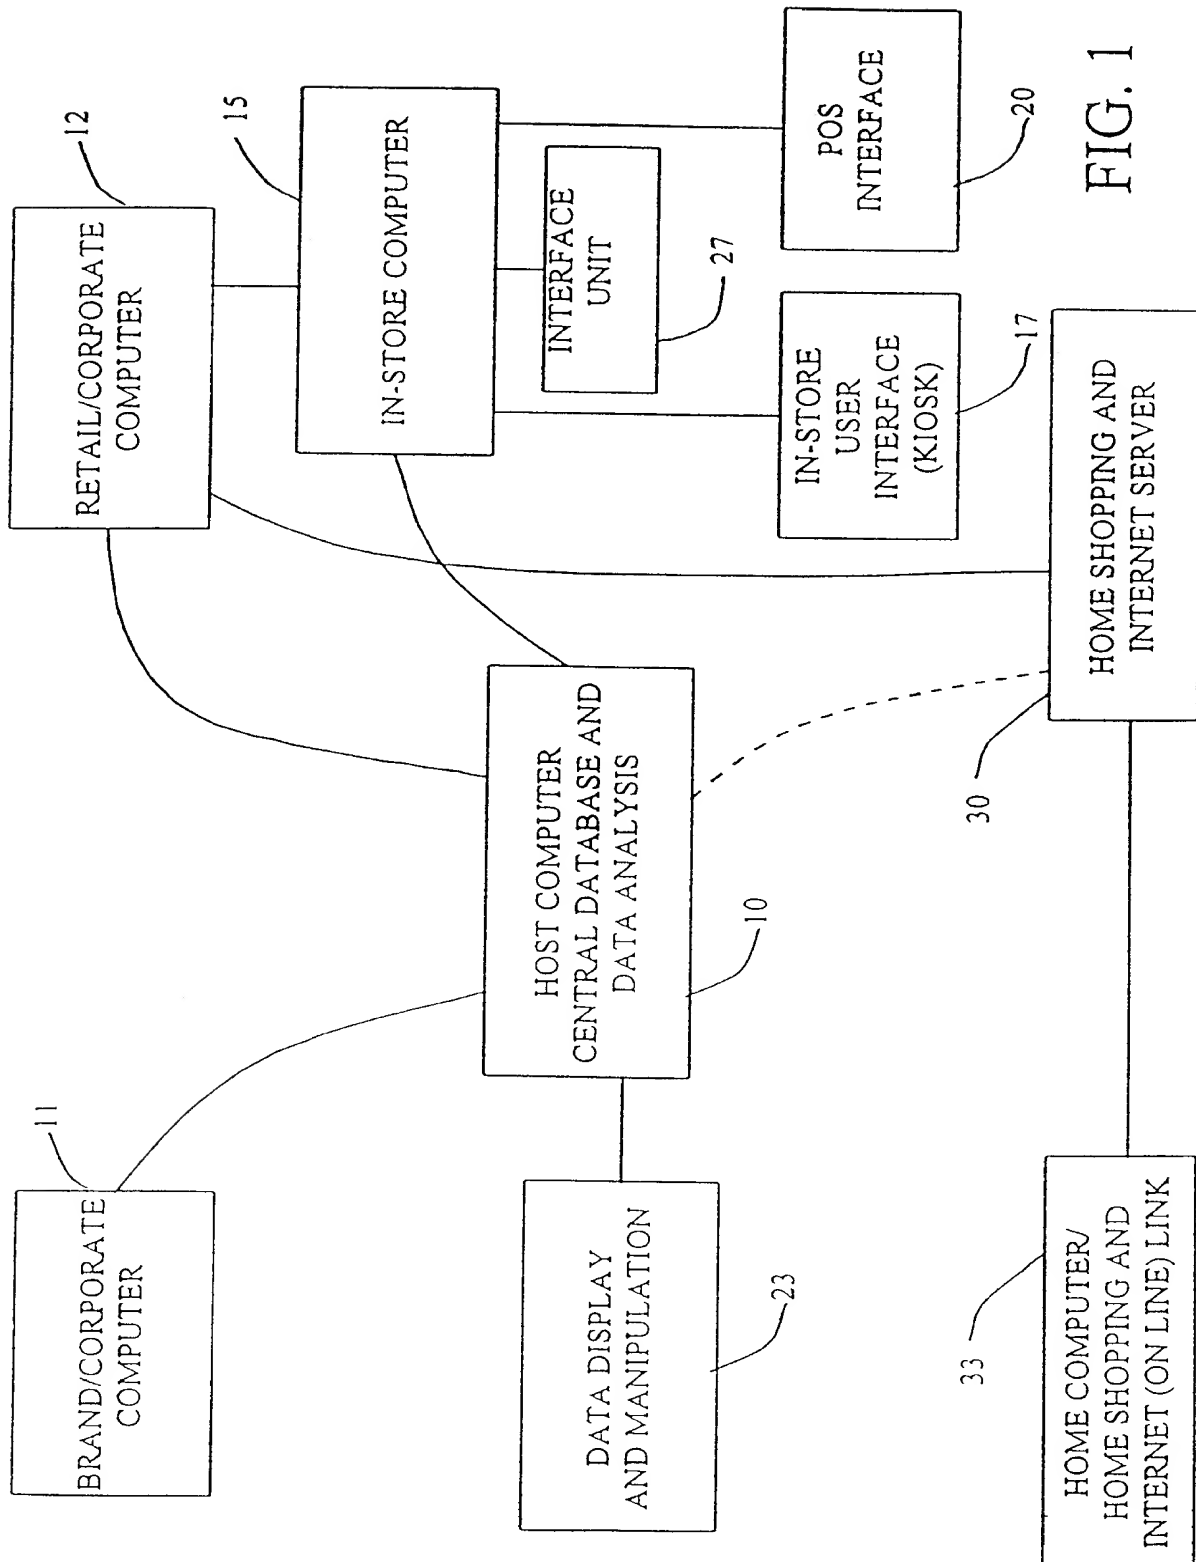 BRAND/CORPORATE
COMPUTER
11
RETAIL/CORPORATE
COMPUTER
12
IN-STORE COMPUTER
15
DATA DISPLAY
AND MANIPULATION
23
HOST COMPUTER
CENTRAL DATABASE AND
DATA ANALYSIS
10
INTERFACE
UNIT
27
IN-STORE
USER
INTERFACE
(KIOSK)
17
POS
INTERFACE
20
HOME COMPUTER/
HOME SHOPPING AND
INTERNET (ON LINE) LINK
33
HOME SHOPPING AND
INTERNET SERVER
30
FIG. 1